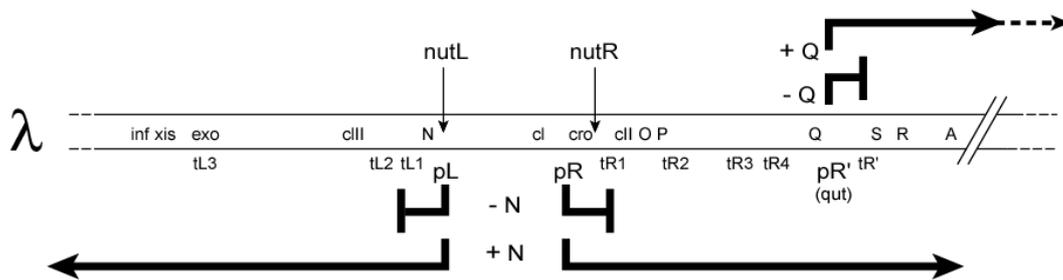 nutL nutR + Q
- Q
λ inf xis exo cIII N cI cro cII O P Q S R A
tL3 tL2 tL1 pL pR tR1 tR2 tR3 tR4 pR' tR'
(qut)
- N
+ N